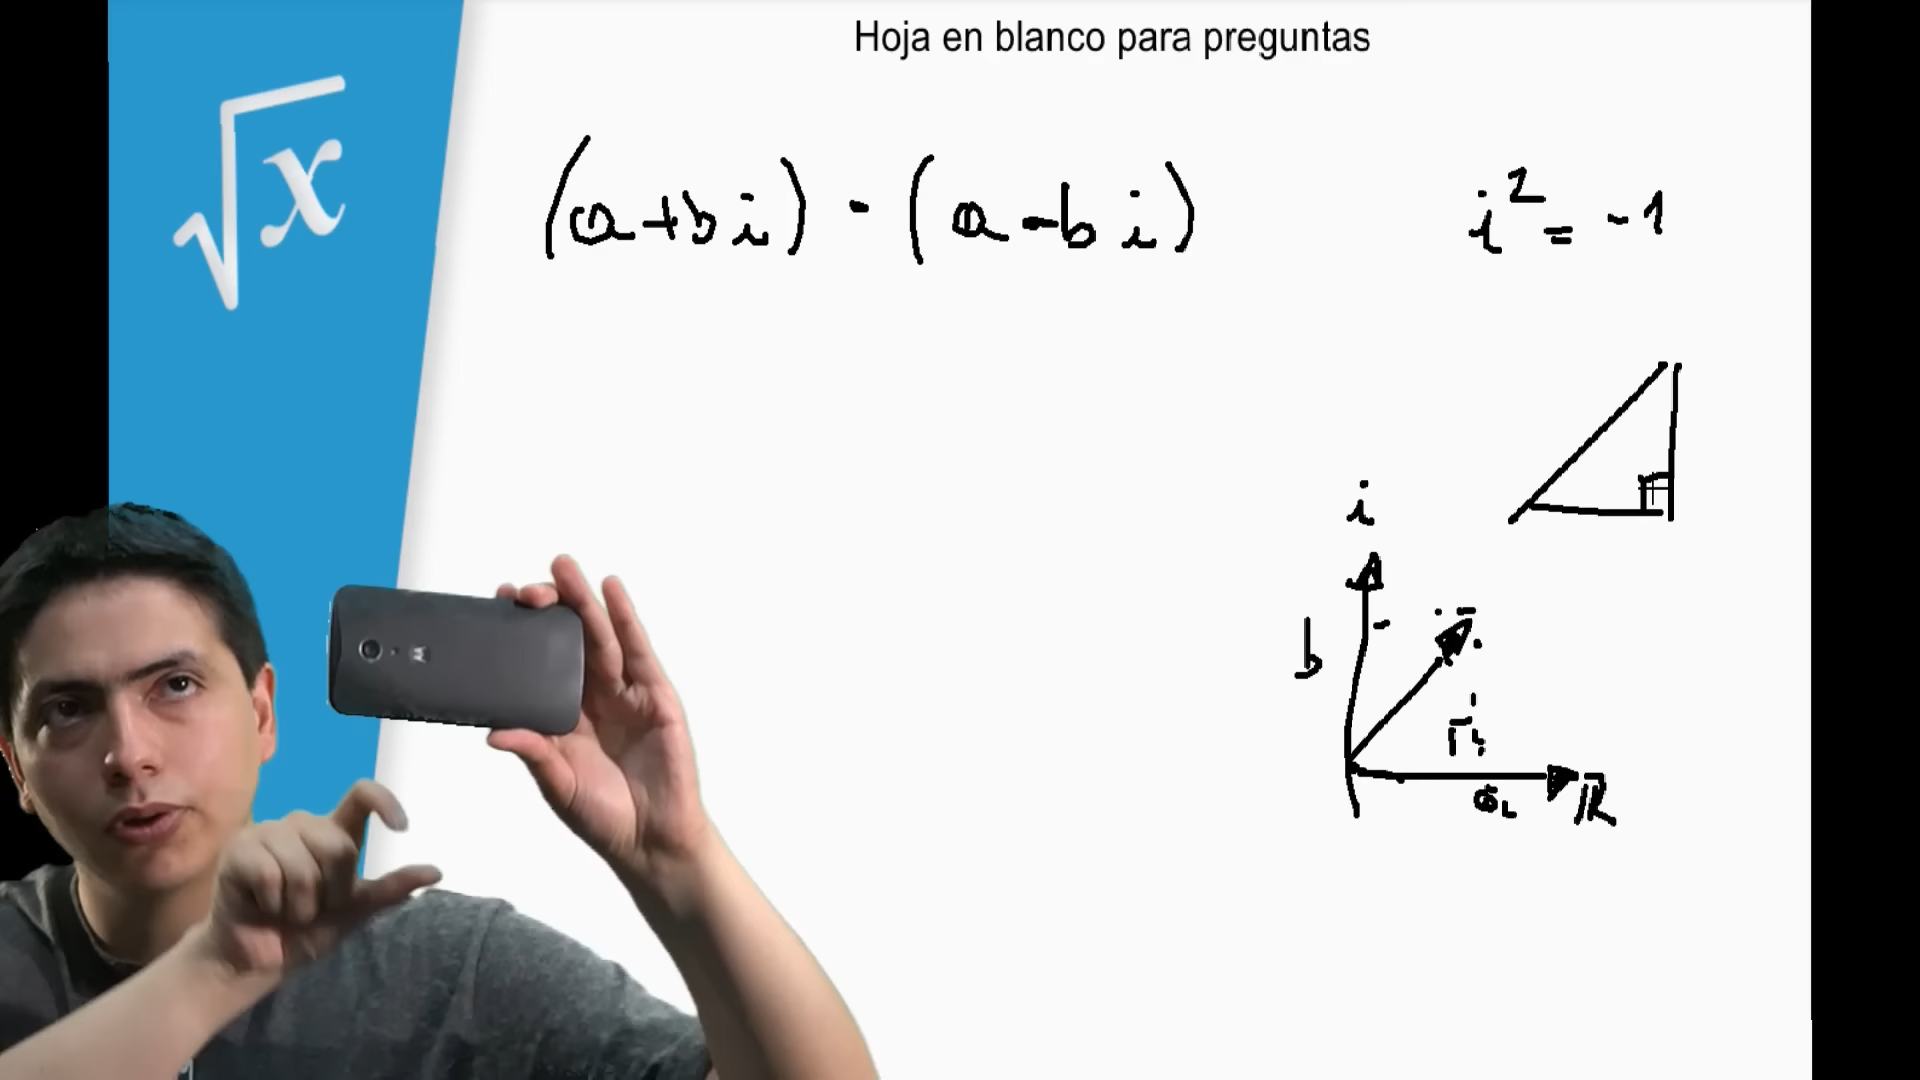 Hoja en blanco para preguntas
√x
(a+bi)·(a-bi)
i²=-1
i
b
a
ℝ